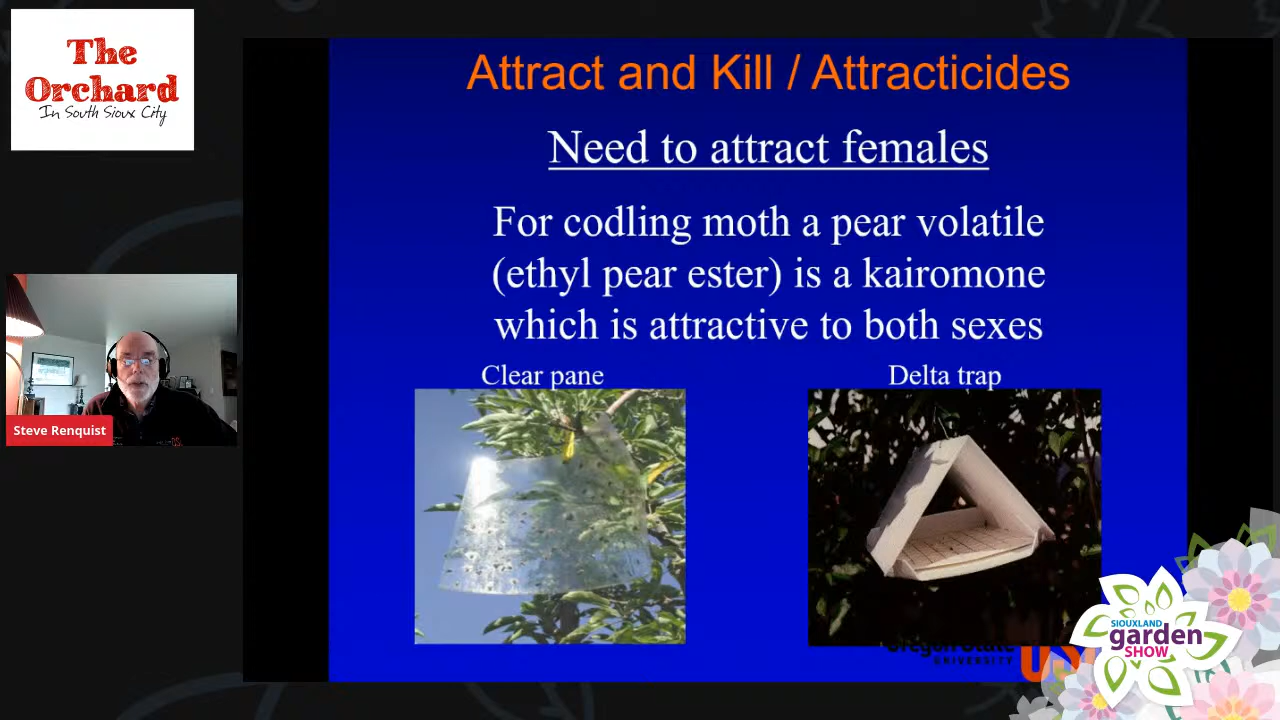 The
Orchard
In South Sioux City
Attract and Kill / Attracticides
Need to attract females
For codling moth a pear volatile
(ethyl pear ester) is a kairomone
which is attractive to both sexes
Clear pane
Delta trap
Steve Renquist
Oregon State
UNIVERSITY
SIOUXLAND
garden
SHOW